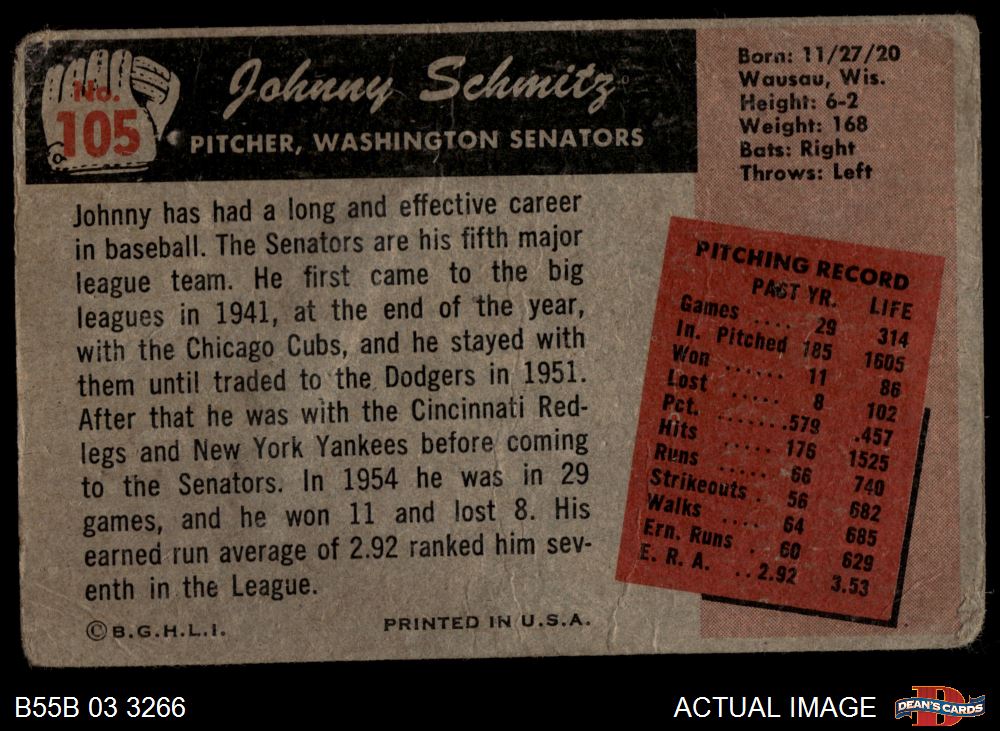 No.
105
Johnny Schmitz
PITCHER, WASHINGTON SENATORS
Born: 11/27/20
Wausau, Wis.
Height: 6-2
Weight: 168
Bats: Right
Throws: Left
Johnny has had a long and effective career
in baseball. The Senators are his fifth major
league team. He first came to the big
leagues in 1941, at the end of the year,
with the Chicago Cubs, and he stayed with
them until traded to the Dodgers in 1951.
After that he was with the Cincinnati Red-
legs and New York Yankees before coming
to the Senators. In 1954 he was in 29
games, and he won 11 and lost 8. His
earned run average of 2.92 ranked him sev-
enth in the League.
PITCHING RECORD
PAST YR. LIFE
Games .... 29 314
In. Pitched 185 1605
Won ...... 11 86
Lost ..... 8 102
Pct. .......579 .457
Hits ..... 176 1525
Runs ..... 66 740
Strikeouts . 56 682
Walks .... 64 685
Ern. Runs . 60 629
E. R. A. ..2.92 3.53
© B.G.H.L.I.
PRINTED IN U.S.A.
B55B 03 3266
ACTUAL IMAGE
DEAN'S CARDS